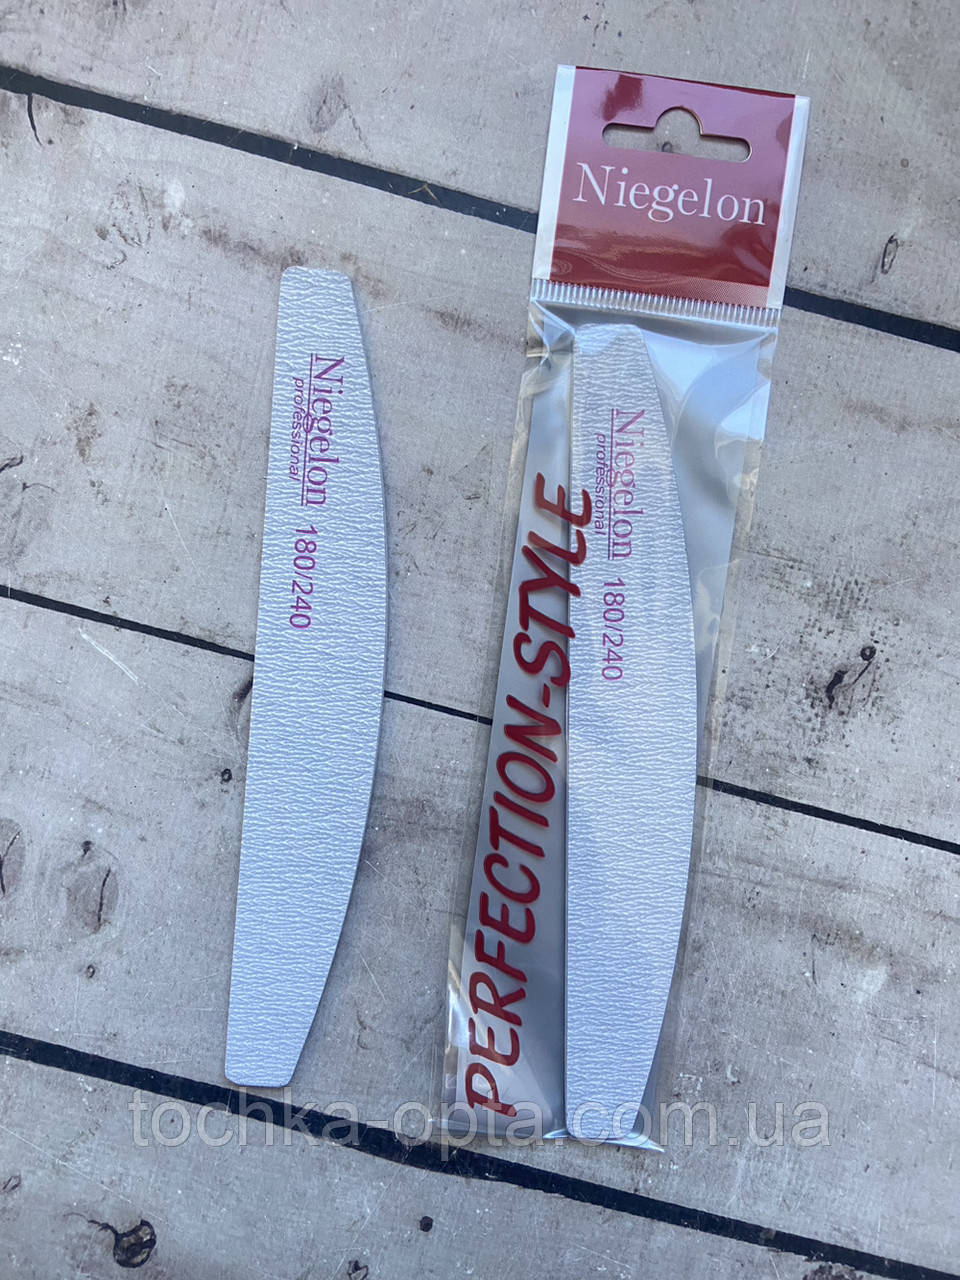 Niegelon
Niegelon
professional
180/240
Niegelon
professional
180/240
PERFECTION-STYLE
tochka-opta.com.ua